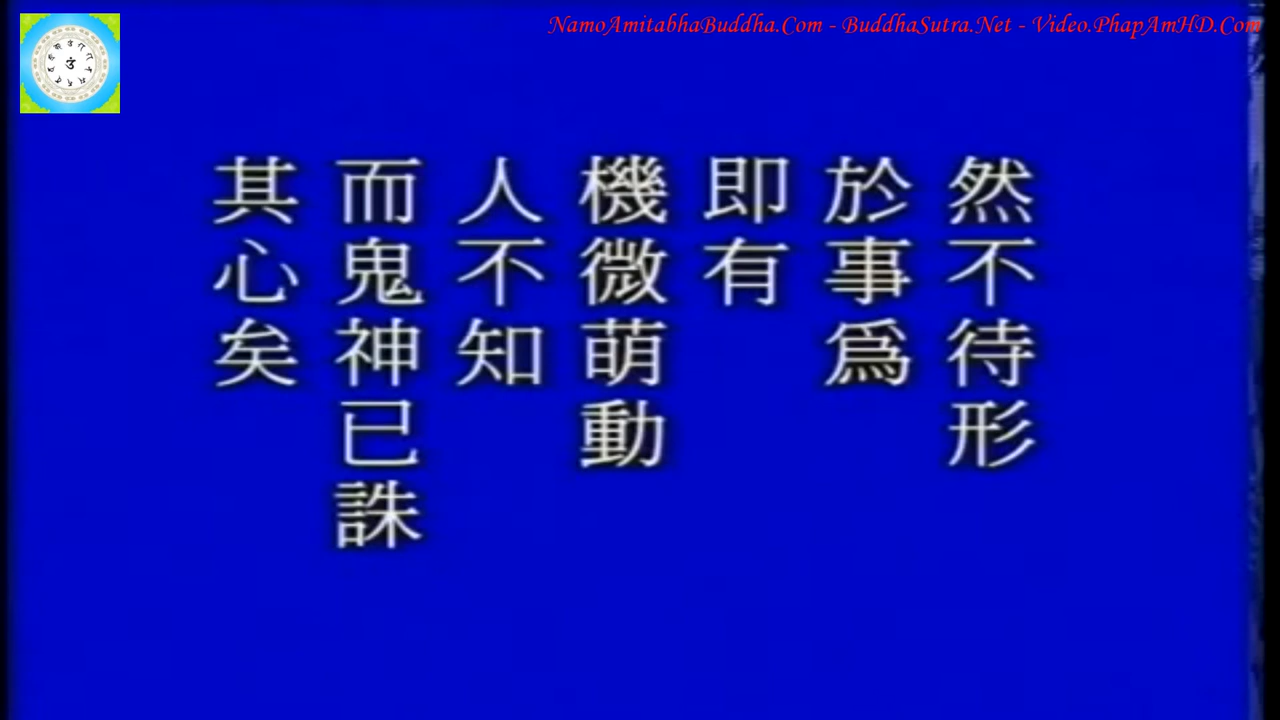 NamoAmitabhaBuddha.Com - BuddhaSutra.Net - Video.PhapAmHD.Com
然不待形
於事為
即有
機微萌動
人不知
而鬼神已誅
其心矣